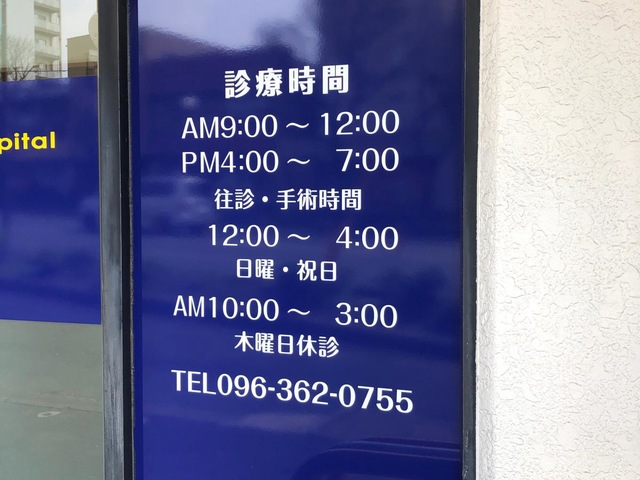 pital
診療時間
AM9:00～12:00
PM4:00～ 7:00
往診・手術時間
12:00～ 4:00
日曜・祝日
AM10:00～ 3:00
木曜日休診
TEL096-362-0755